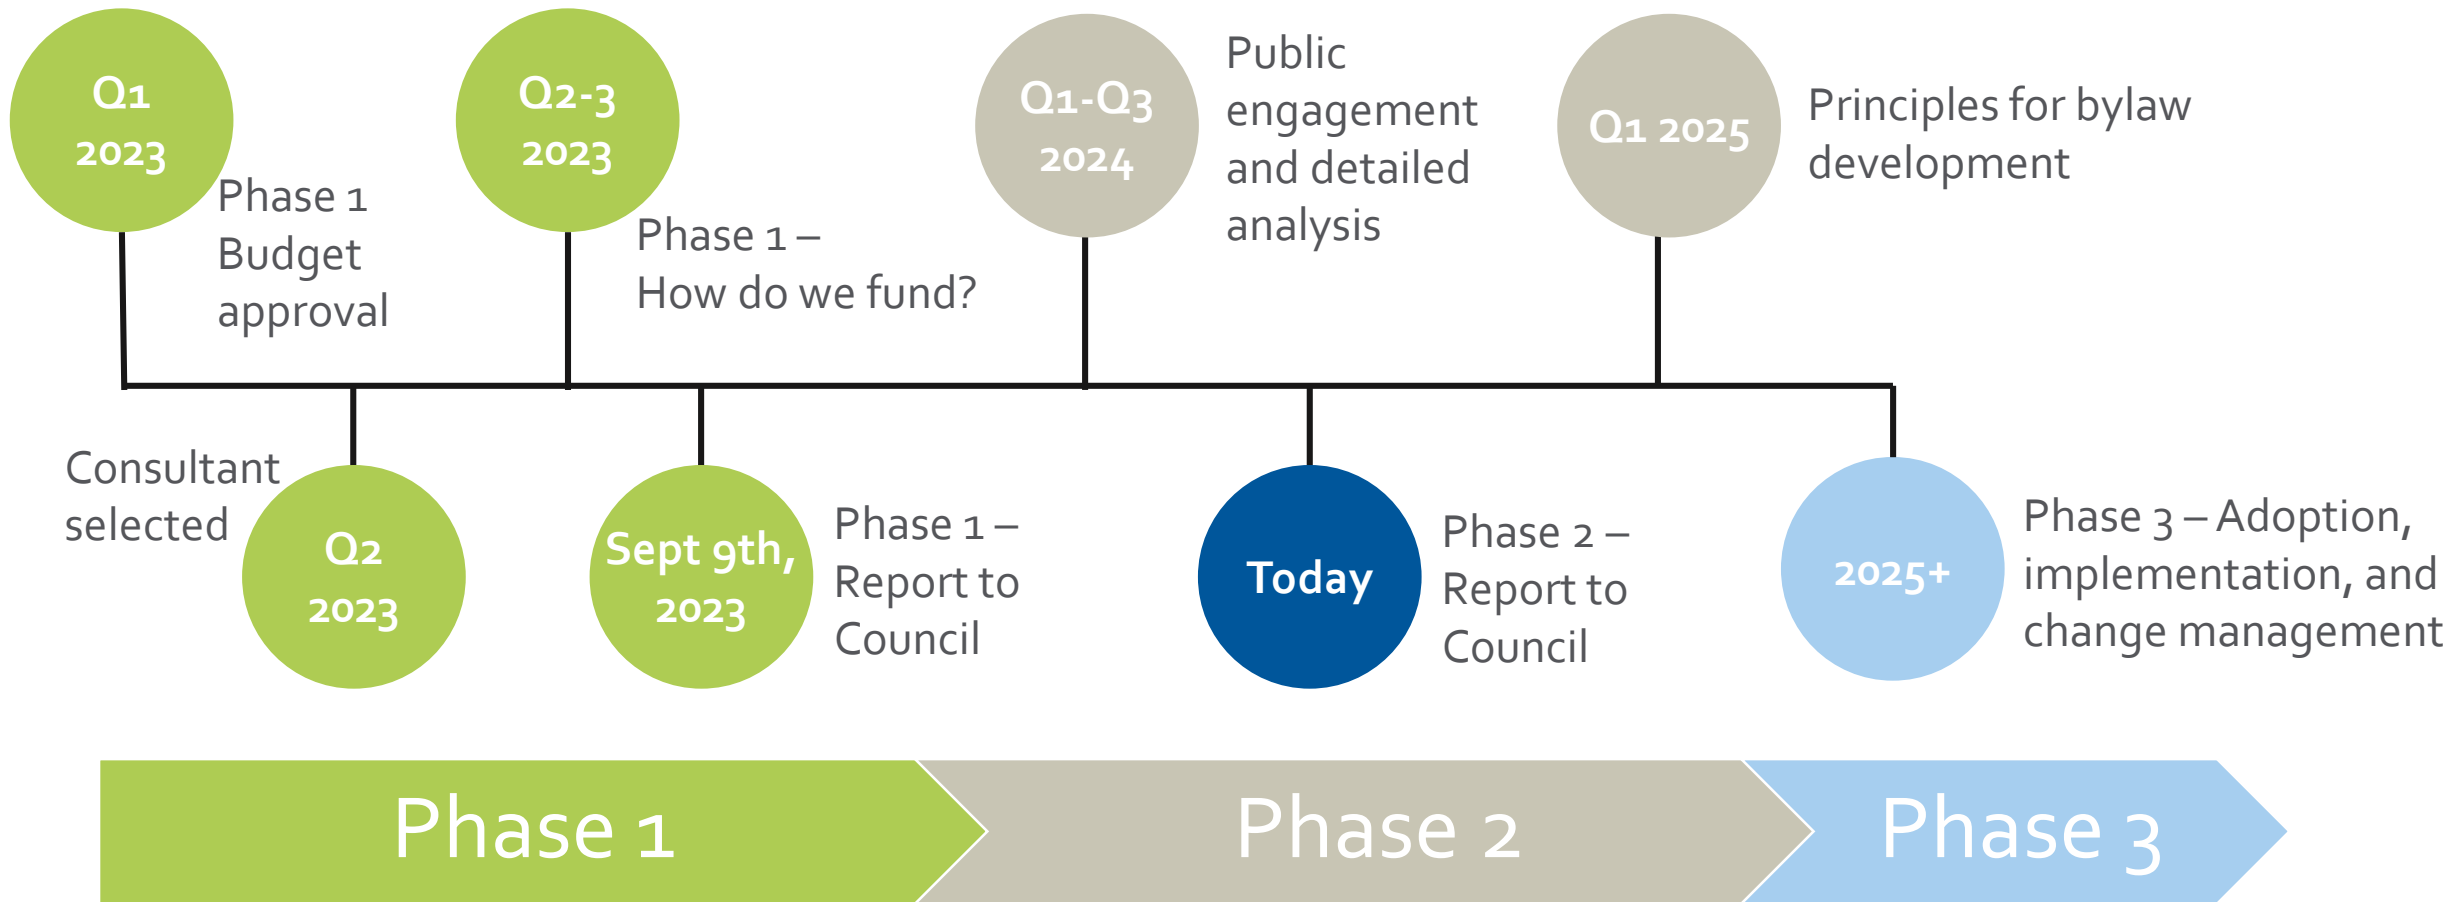 Q1
2023
Phase 1
Budget
approval
Consultant
selected
Q2
2023
Q2-3
2023
Phase 1 –
How do we fund?
Sept 9th,
2023
Phase 1 –
Report to
Council
Q1-Q3
2024
Public
engagement
and detailed
analysis
Today
Phase 2 –
Report to
Council
Q1 2025
Principles for bylaw
development
2025+
Phase 3 – Adoption,
implementation, and
change management
Phase 1
Phase 2
Phase 3